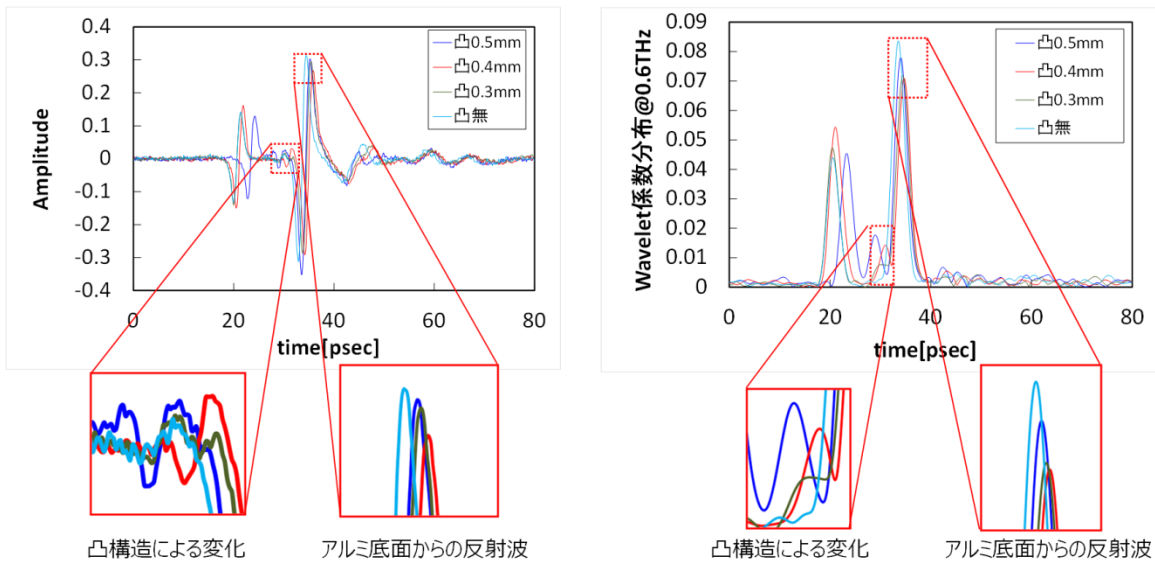 0.4
0.3
0.2
0.1
0
-0.1
-0.2
-0.3
-0.4
Amplitude
0
20
40
60
80
time[psec]
凸0.5mm
凸0.4mm
凸0.3mm
凸無
凸構造による変化
アルミ底面からの反射波
0.09
0.08
0.07
0.06
0.05
0.04
0.03
0.02
0.01
0
Wavelet係数分布@0.6THz
0
20
40
60
80
time[psec]
凸0.5mm
凸0.4mm
凸0.3mm
凸無
凸構造による変化
アルミ底面からの反射波